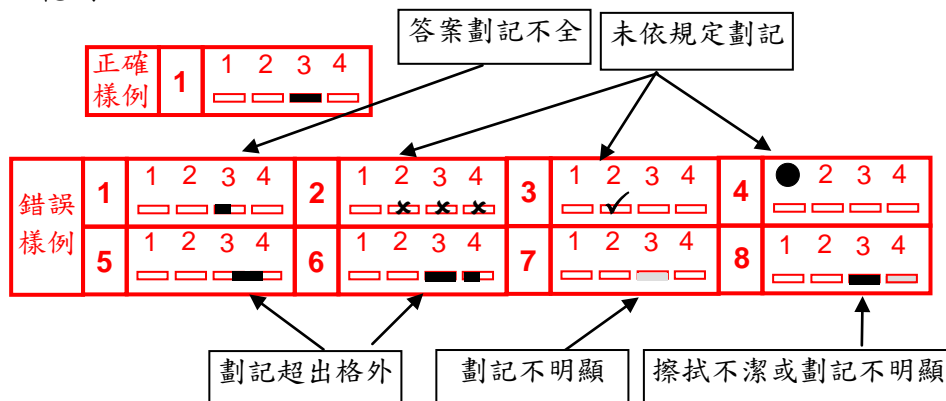 答案劃記不全 未依規定劃記
正確
樣例 1 1 2 3 4
錯誤
樣例
1 1 2 3 4 2 1 2 3 4 3 1 2 3 4 4 2 3 4
5 1 2 3 4 6 1 2 3 4 7 1 2 3 4 8 1 2 3 4
劃記超出格外 劃記不明顯 擦拭不潔或劃記不明顯